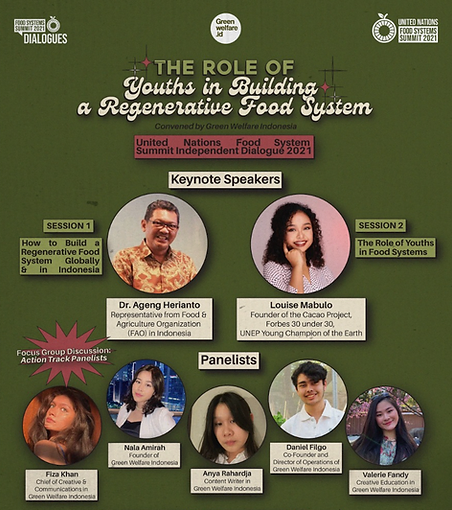 FOOD SYSTEMS
SUMMIT 2021
DIALOGUES
Green
welfare
.id
UNITED NATIONS
FOOD SYSTEMS
SUMMIT 2021
THE ROLE OF
Youths in Building
a Regenerative Food System
Convened by Green Welfare Indonesia
United Nations Food System
Summit Independent Dialogue 2021
Keynote Speakers
SESSION 1
How to Build a
Regenerative Food
System Globally
& in Indonesia
SESSION 2
The Role of Youths
in Food Systems
Dr. Ageng Herianto
Representative from Food &
Agriculture Organization
(FAO) in Indonesia
Louise Mabulo
Founder of the Cacao Project,
Forbes 30 under 30,
UNEP Young Champion of the Earth
Focus Group Discussion:
Action Track Panelists
Panelists
Fiza Khan
Chief of Creative &
Communications in
Green Welfare Indonesia
Nala Amirah
Founder of
Green Welfare Indonesia
Anya Rahardja
Content Writer in
Green Welfare Indonesia
Daniel Filgo
Co-Founder and
Director of Operations of
Green Welfare Indonesia
Valerie Fandy
Creative Education in
Green Welfare Indonesia